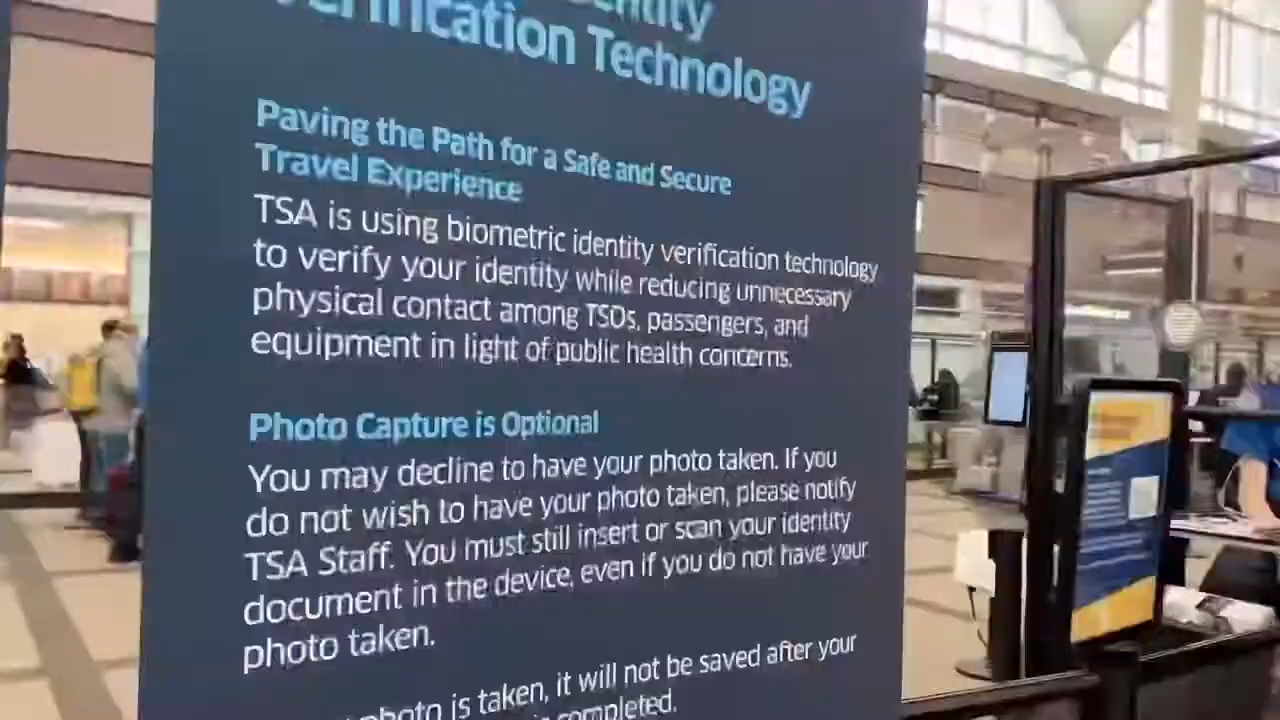 Verification Technology
Paving the Path for a Safe and Secure
Travel Experience
TSA is using biometric identity verification technology
to verify your identity while reducing unnecessary
physical contact among TSOs, passengers, and
equipment in light of public health concerns.
Photo Capture is Optional
You may decline to have your photo taken. If you
do not wish to have your photo taken, please notify
TSA Staff. You must still insert or scan your identity
document in the device, even if you do not have your
photo taken.
photo is taken, it will not be saved after your
completed.